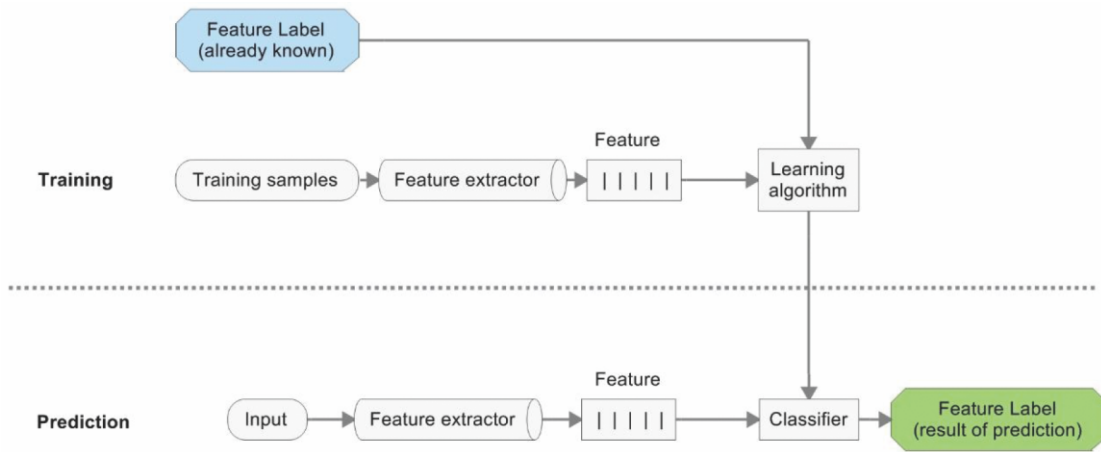 Feature Label
(already known)
Feature
Training
Training samples
Feature extractor
| | | | |
Learning
algorithm
Feature
Prediction
Input
Feature extractor
| | | | |
Classifier
Feature Label
(result of prediction)